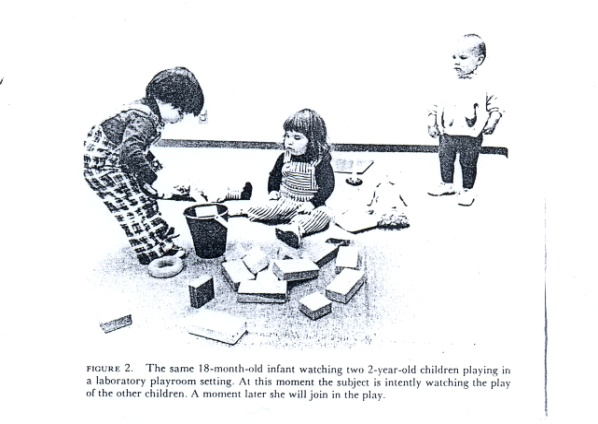 FIGURE 2. The same 18-month-old infant watching two 2-year-old children playing in
a laboratory playroom setting. At this moment the subject is intently watching the play
of the other children. A moment later she will join in the play.